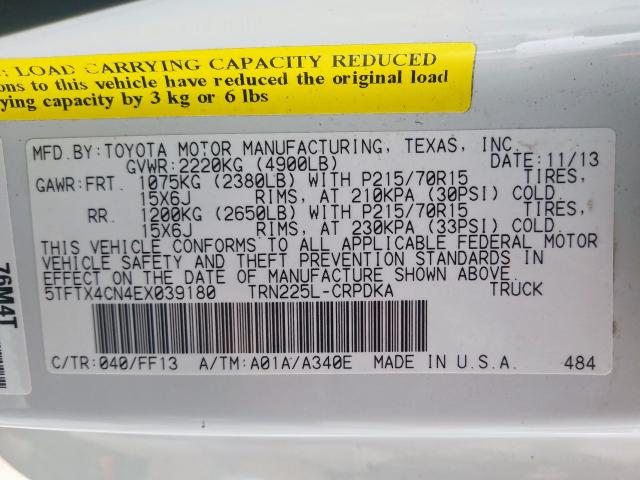 : LOAD CARRYING CAPACITY REDUCED
ons to this vehicle have reduced the original load
ying capacity by 3 kg or 6 lbs
MFD.BY:TOYOTA MOTOR MANUFACTURING, TEXAS, INC.
GVWR:2220KG (4900LB) DATE:11/13
GAWR:FRT. 1075KG (2380LB) WITH P215/70R15 TIRES,
15X6J RIMS, AT 210KPA (30PSI) COLD.
RR. 1200KG (2650LB) WITH P215/70R15 TIRES,
15X6J RIMS, AT 230KPA (33PSI) COLD.
THIS VEHICLE CONFORMS TO ALL APPLICABLE FEDERAL MOTOR
VEHICLE SAFETY AND THEFT PREVENTION STANDARDS IN
EFFECT ON THE DATE OF MANUFACTURE SHOWN ABOVE.
5TFTX4CN4EX039180 TRN225L-CRPDKA TRUCK
C/TR:040/FF13 A/TM:A01A/A340E MADE IN U.S.A. 484
76M4T